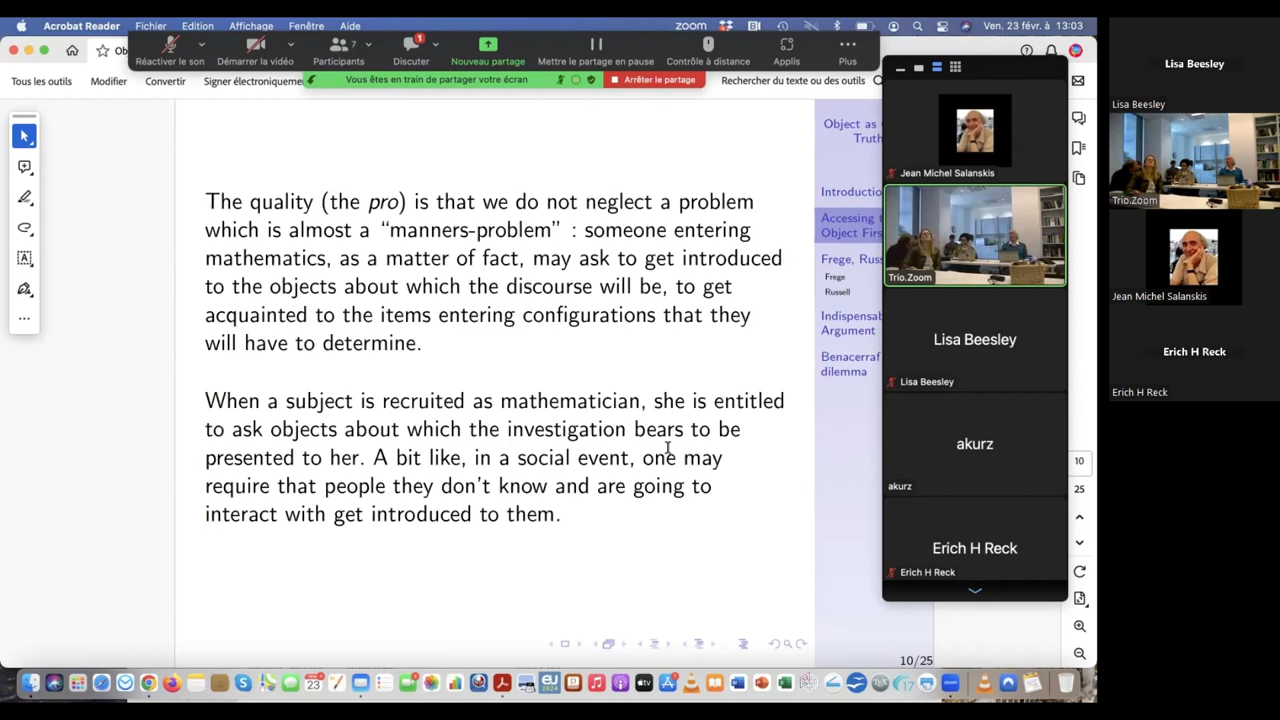 Acrobat Reader Fichier Edition Affichage Fenêtre Aide
zoom
Ven. 23 févr. à 13:03
Ob
7
1
Réactiver le son
Démarrer la vidéo
Participants
Discuter
Nouveau partage
Mettre le partage en pause
Contrôle à distance
Applis
Plus
Vous êtes en train de partager votre écran
Arrêter le partage
Tous les outils Modifier Convertir Signer électroniqueme
Rechercher du texte ou des outils
The quality (the pro) is that we do not neglect a problem
which is almost a “manners-problem” : someone entering
mathematics, as a matter of fact, may ask to get introduced
to the objects about which the discourse will be, to get
acquainted to the items entering configurations that they
will have to determine.
When a subject is recruited as mathematician, she is entitled
to ask objects about which the investigation bears to be
presented to her. A bit like, in a social event, one may
require that people they don't know and are going to
interact with get introduced to them.
Object as
Truth
Introductio
Accessing t
Object Firs
Frege, Russ
Frege
Russell
Indispensab
Argument
Benacerraf
dilemma
10/25
Jean Michel Salanskis
Trio.Zoom
Lisa Beesley
Lisa Beesley
akurz
akurz
Erich H Reck
Erich H Reck
10
25
Lisa Beesley
Lisa Beesley
Trio.Zoom
Jean Michel Salanskis
Erich H Reck
Erich H Reck